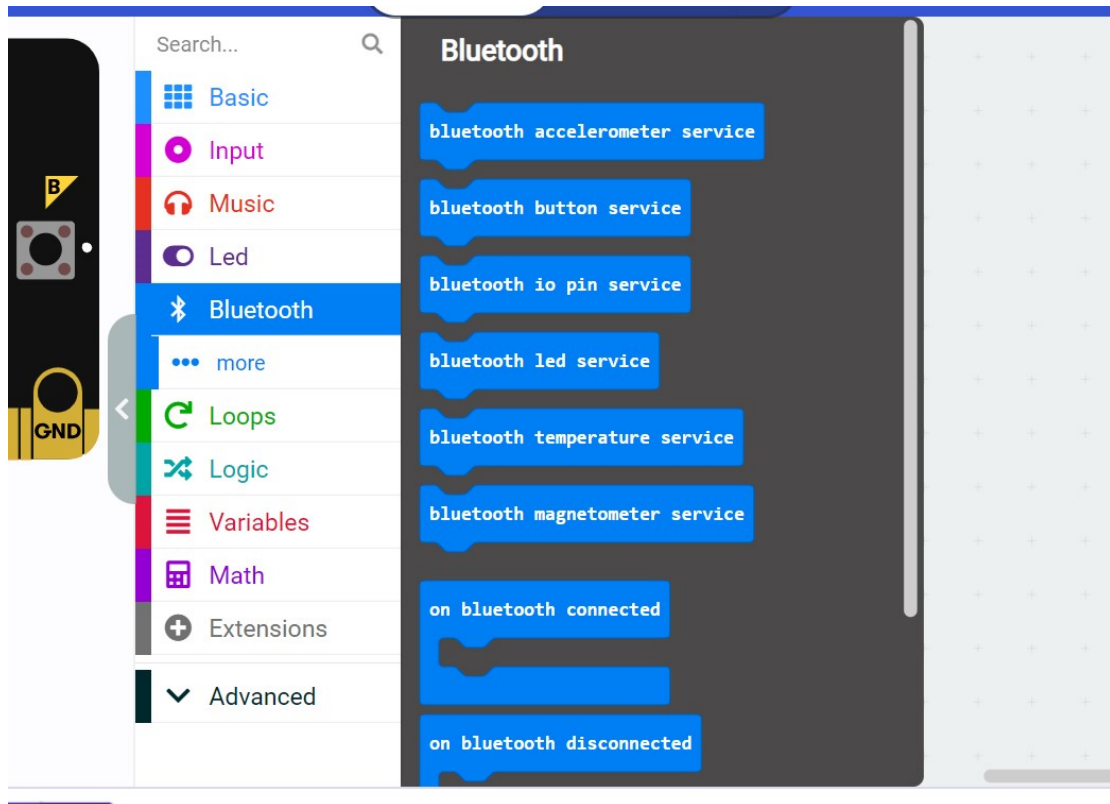 B
GND
Search...
Basic
Input
Music
Led
Bluetooth
more
Loops
Logic
Variables
Math
Extensions
Advanced
Bluetooth
bluetooth accelerometer service
bluetooth button service
bluetooth io pin service
bluetooth led service
bluetooth temperature service
bluetooth magnetometer service
on bluetooth connected
on bluetooth disconnected